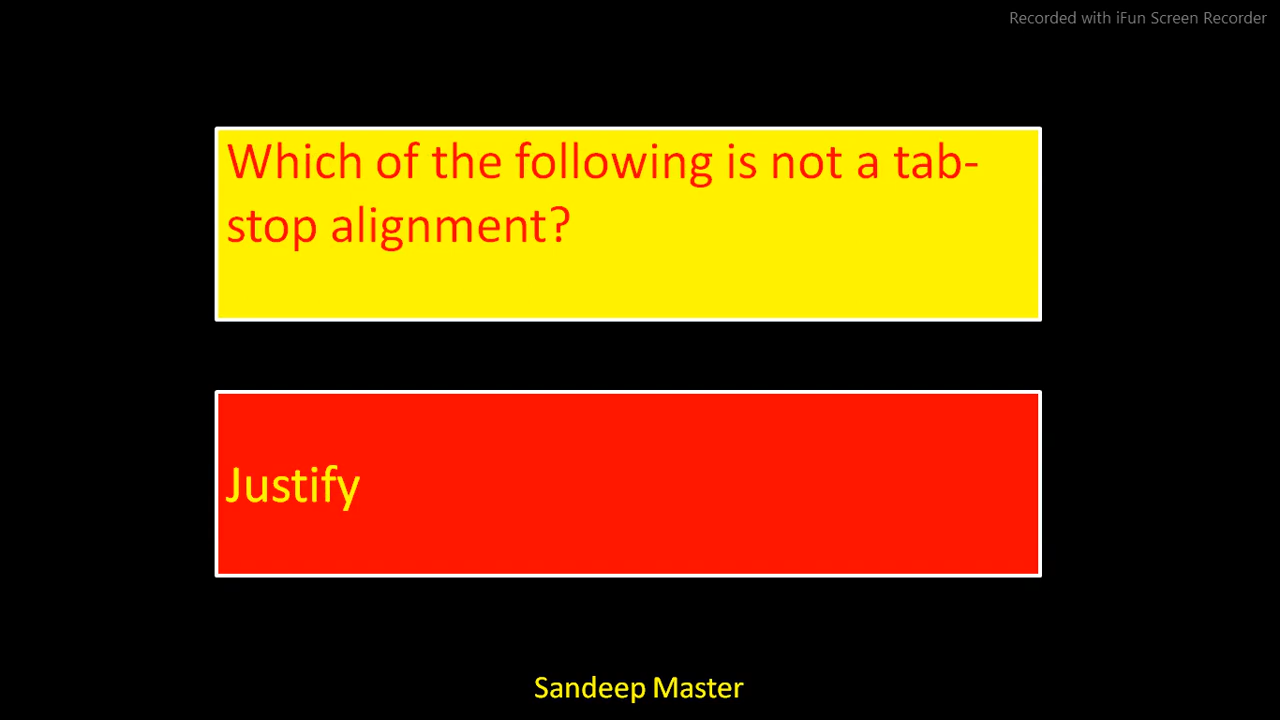 Recorded with iFun Screen Recorder
Which of the following is not a tab-
stop alignment?
Justify
Sandeep Master